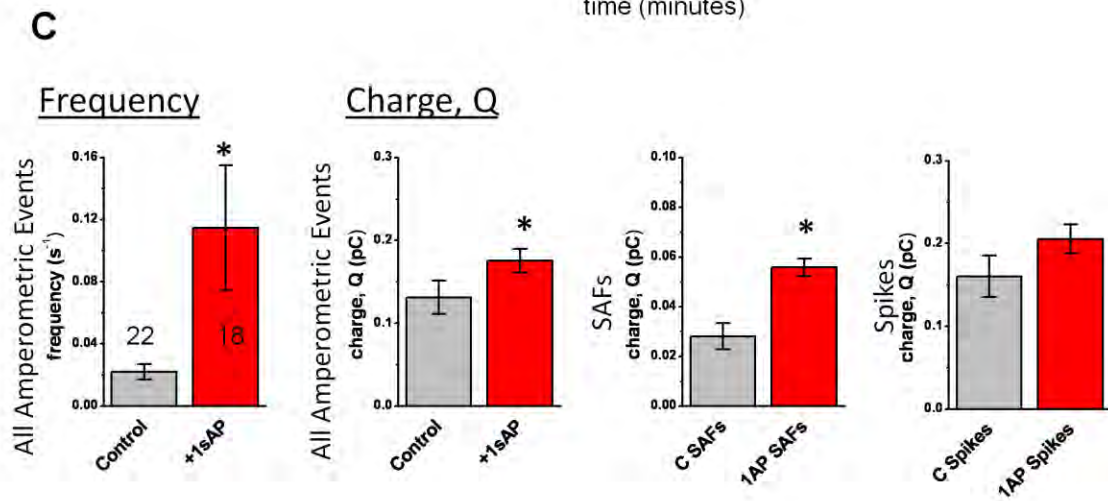 time (minutes)
C
Frequency
Charge, Q
All Amperometric Events
frequency (s⁻¹)
0.16
0.12
0.08
0.04
0.00
*
22
18
Control
+1sAP
All Amperometric Events
charge, Q (pC)
0.3
0.2
0.1
0.0
*
Control
+1sAP
SAFs
charge, Q (pC)
0.10
0.08
0.06
0.04
0.02
0.00
*
C SAFs
1AP SAFs
Spikes
charge, Q (pC)
0.3
0.2
0.1
0.0
C Spikes
1AP Spikes